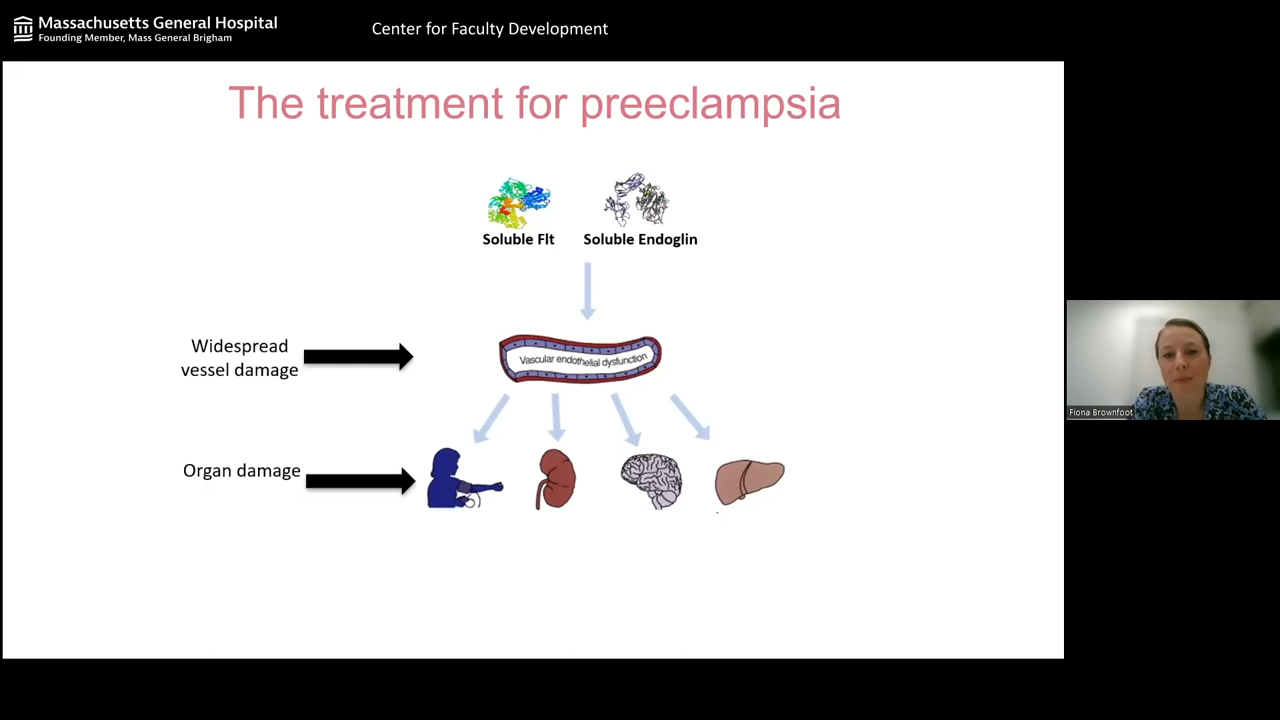 Massachusetts General Hospital
Founding Member, Mass General Brigham
Center for Faculty Development
The treatment for preeclampsia
Soluble Flt
Soluble Endoglin
Widespread
vessel damage
Vascular endothelial dysfunction
Organ damage
Fiona Brownfoot